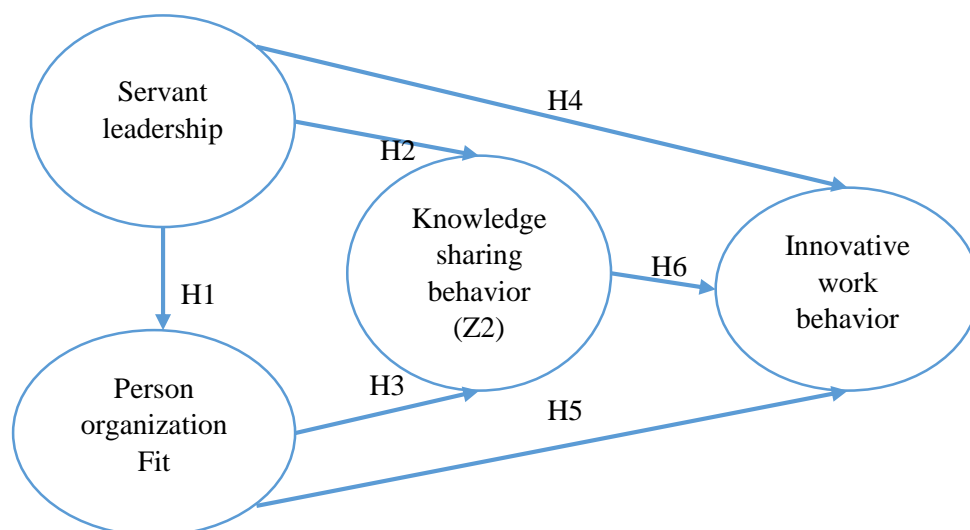 Servant
leadership
H4
H2
Knowledge
sharing
behavior
(Z2)
H6
Innovative
work
behavior
H1
H3
Person
organization
Fit
H5